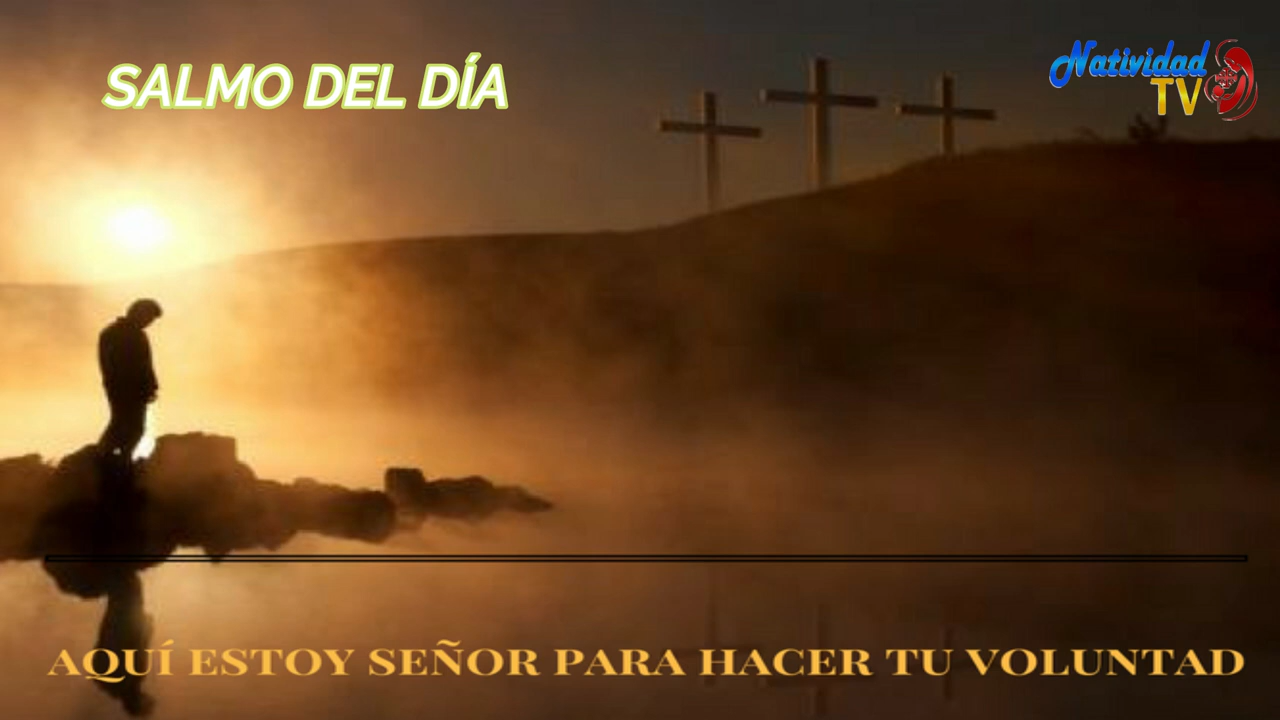 SALMO DEL DÍA
Natividad
TV
AQUÍ ESTOY SEÑOR PARA HACER TU VOLUNTAD